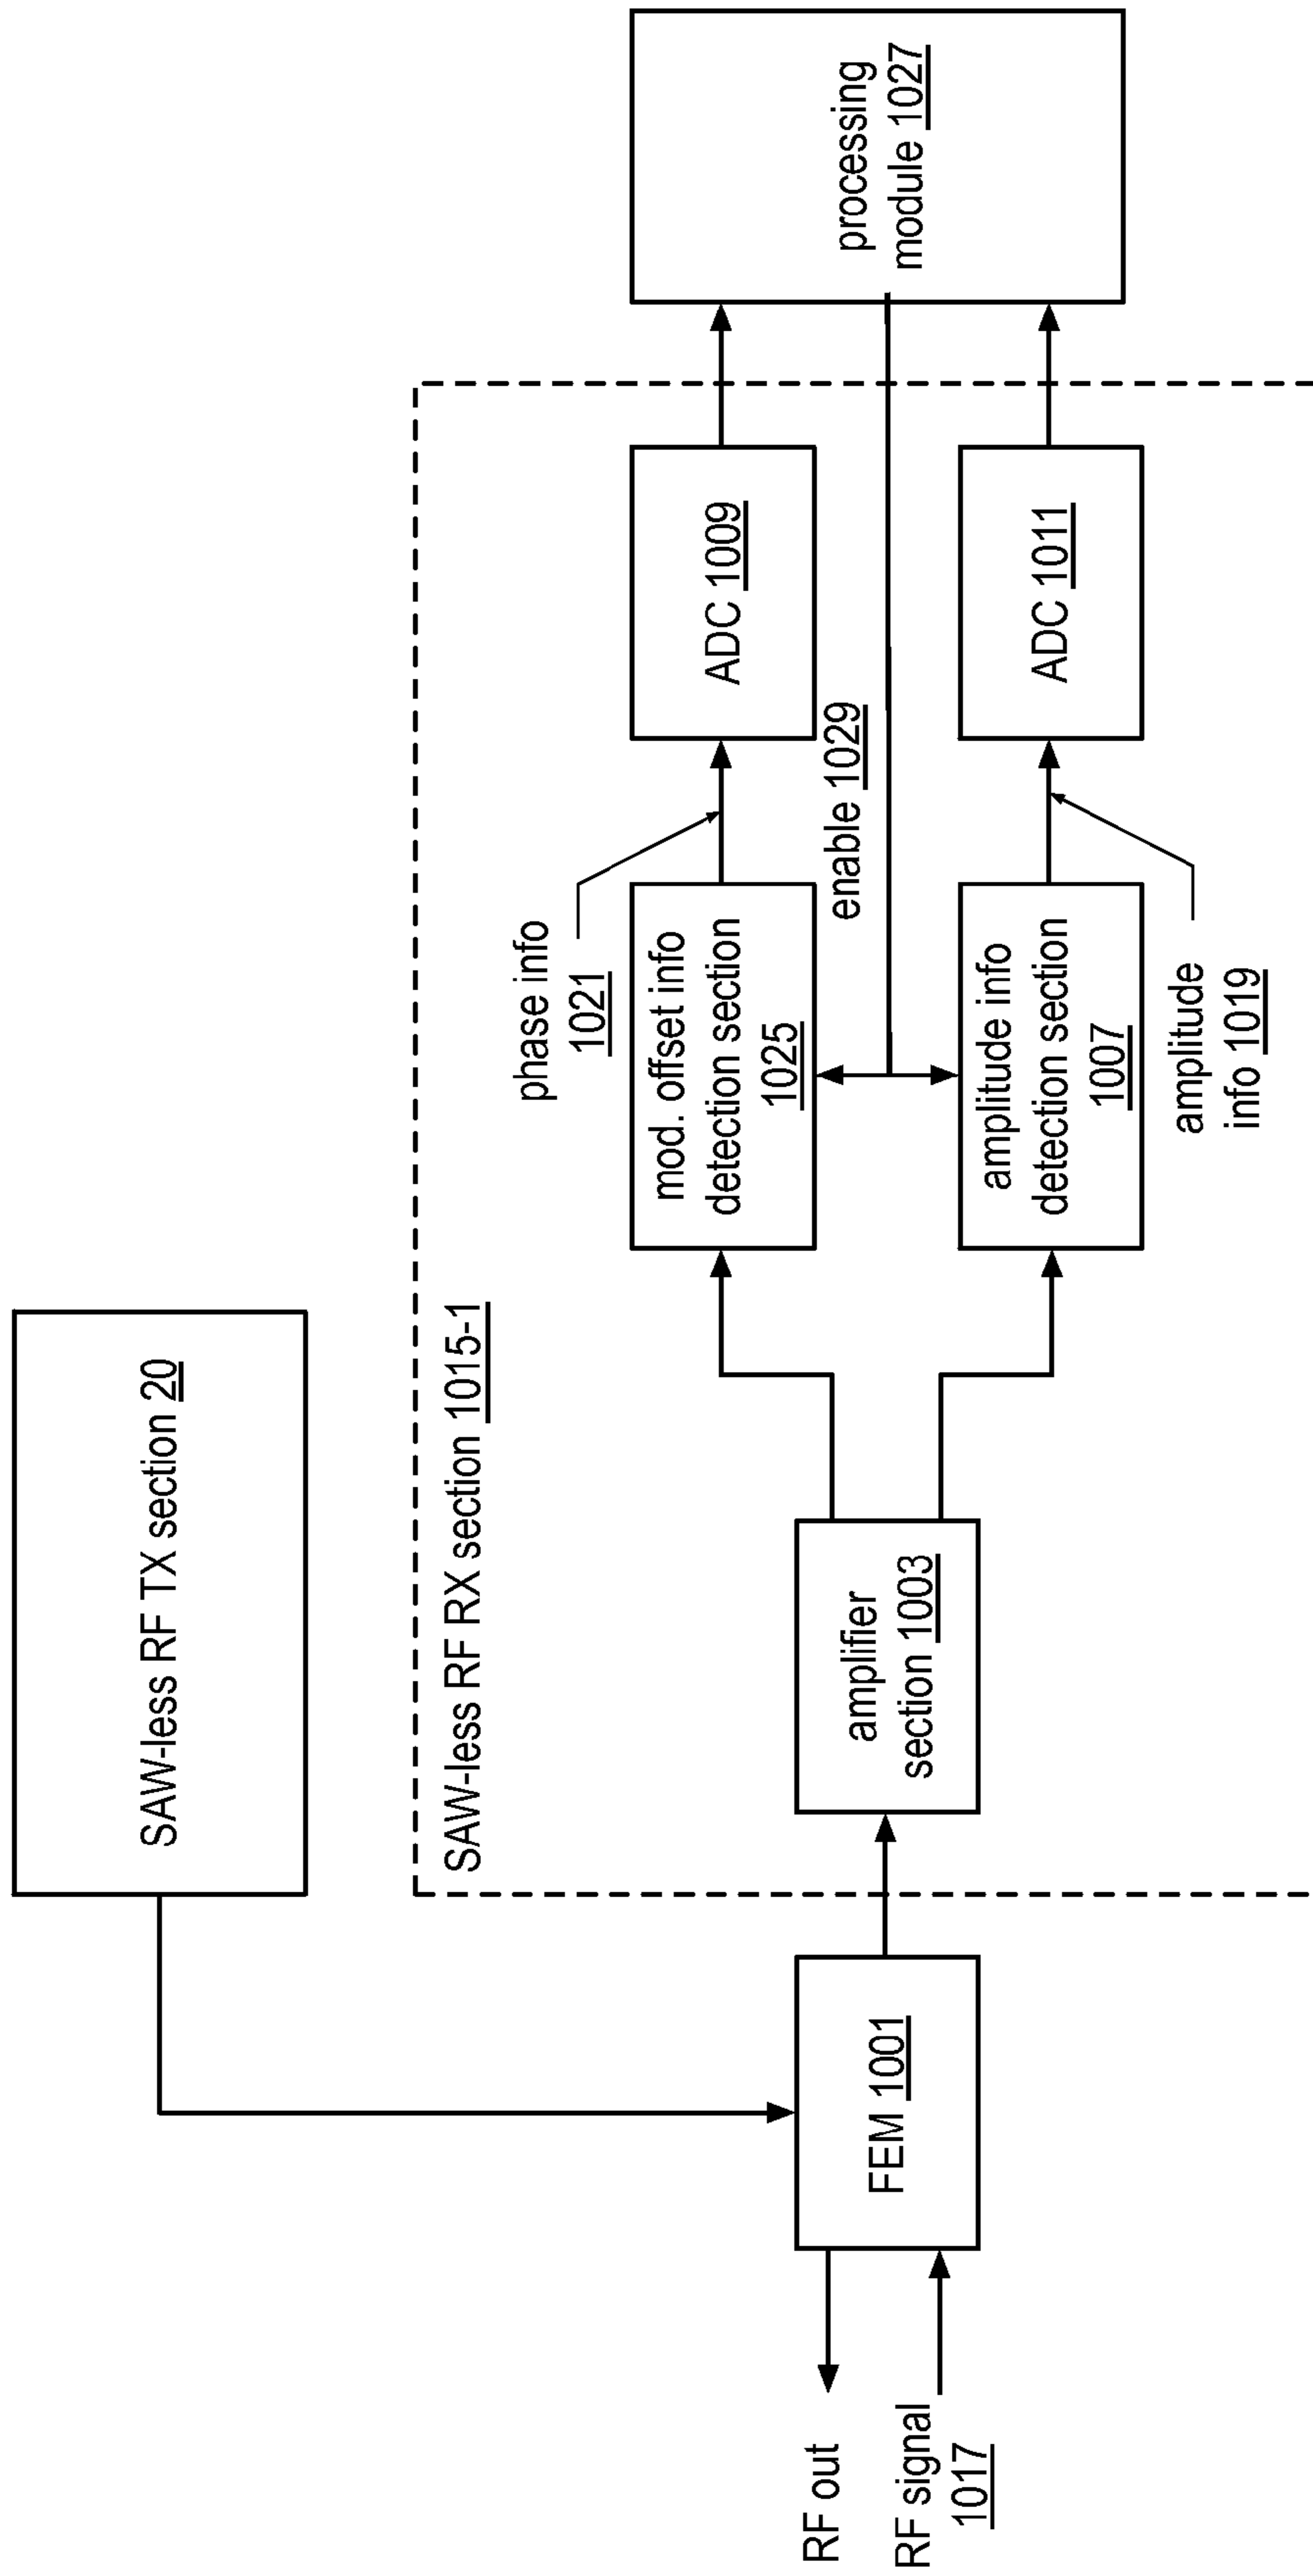 SAW-less RF TX section 20
SAW-less RF RX section 1015-1
phase info
1021
mod. offset info
detection section
1025
ADC 1009
processing
module 1027
enable 1029
RF out
RF signal
1017
FEM 1001
amplifier
section 1003
amplitude info
detection section
1007
ADC 1011
amplitude
info 1019